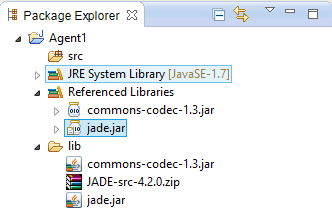 Package Explorer
Agent1
src
JRE System Library [JavaSE-1.7]
Referenced Libraries
commons-codec-1.3.jar
jade.jar
lib
commons-codec-1.3.jar
JADE-src-4.2.0.zip
jade.jar